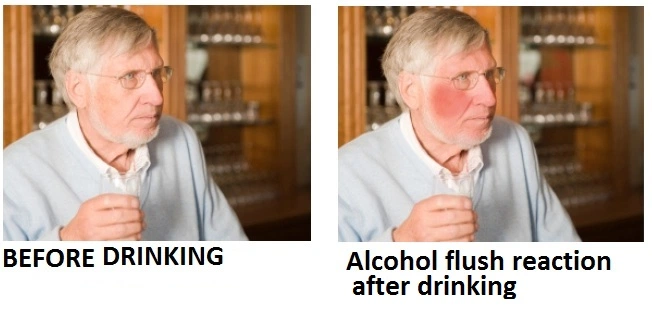 BEFORE DRINKING
Alcohol flush reaction
after drinking